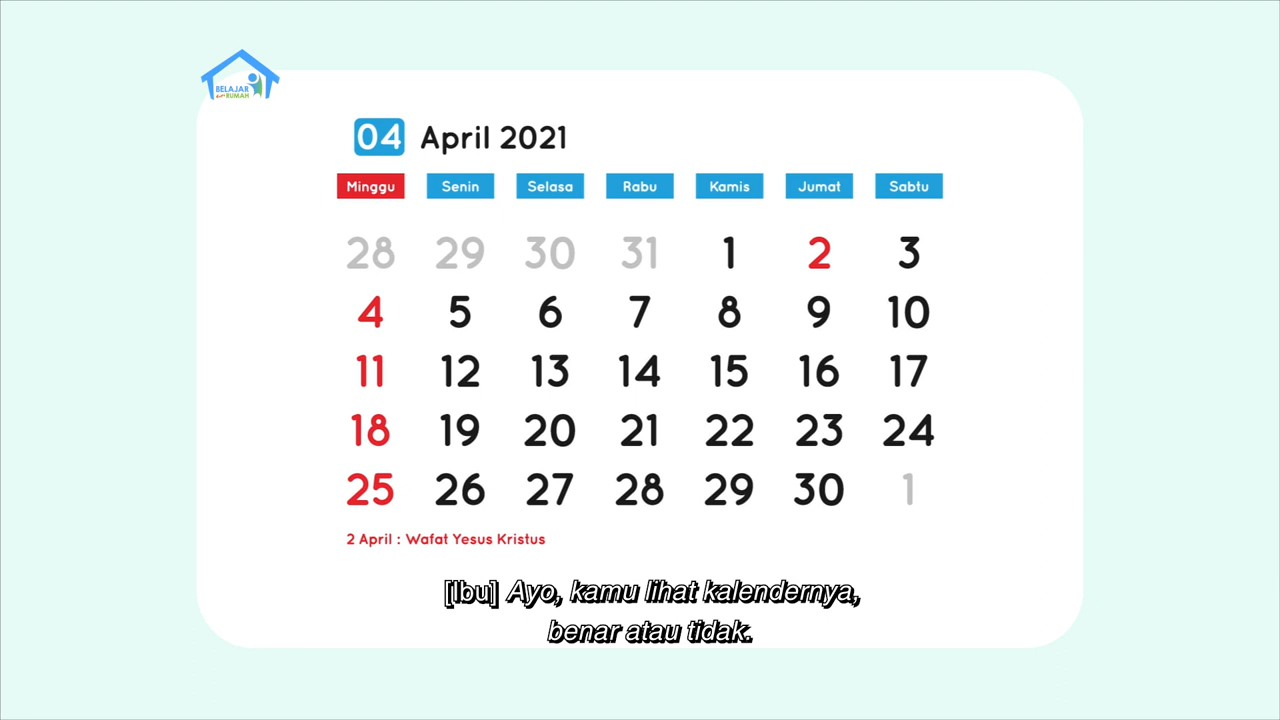 BELAJAR
dari RUMAH
04 April 2021
Minggu Senin Selasa Rabu Kamis Jumat Sabtu
28 29 30 31 1 2 3
4 5 6 7 8 9 10
11 12 13 14 15 16 17
18 19 20 21 22 23 24
25 26 27 28 29 30 1
2 April : Wafat Yesus Kristus
[Ibu] Ayo, kamu lihat kalendernya,
benar atau tidak.